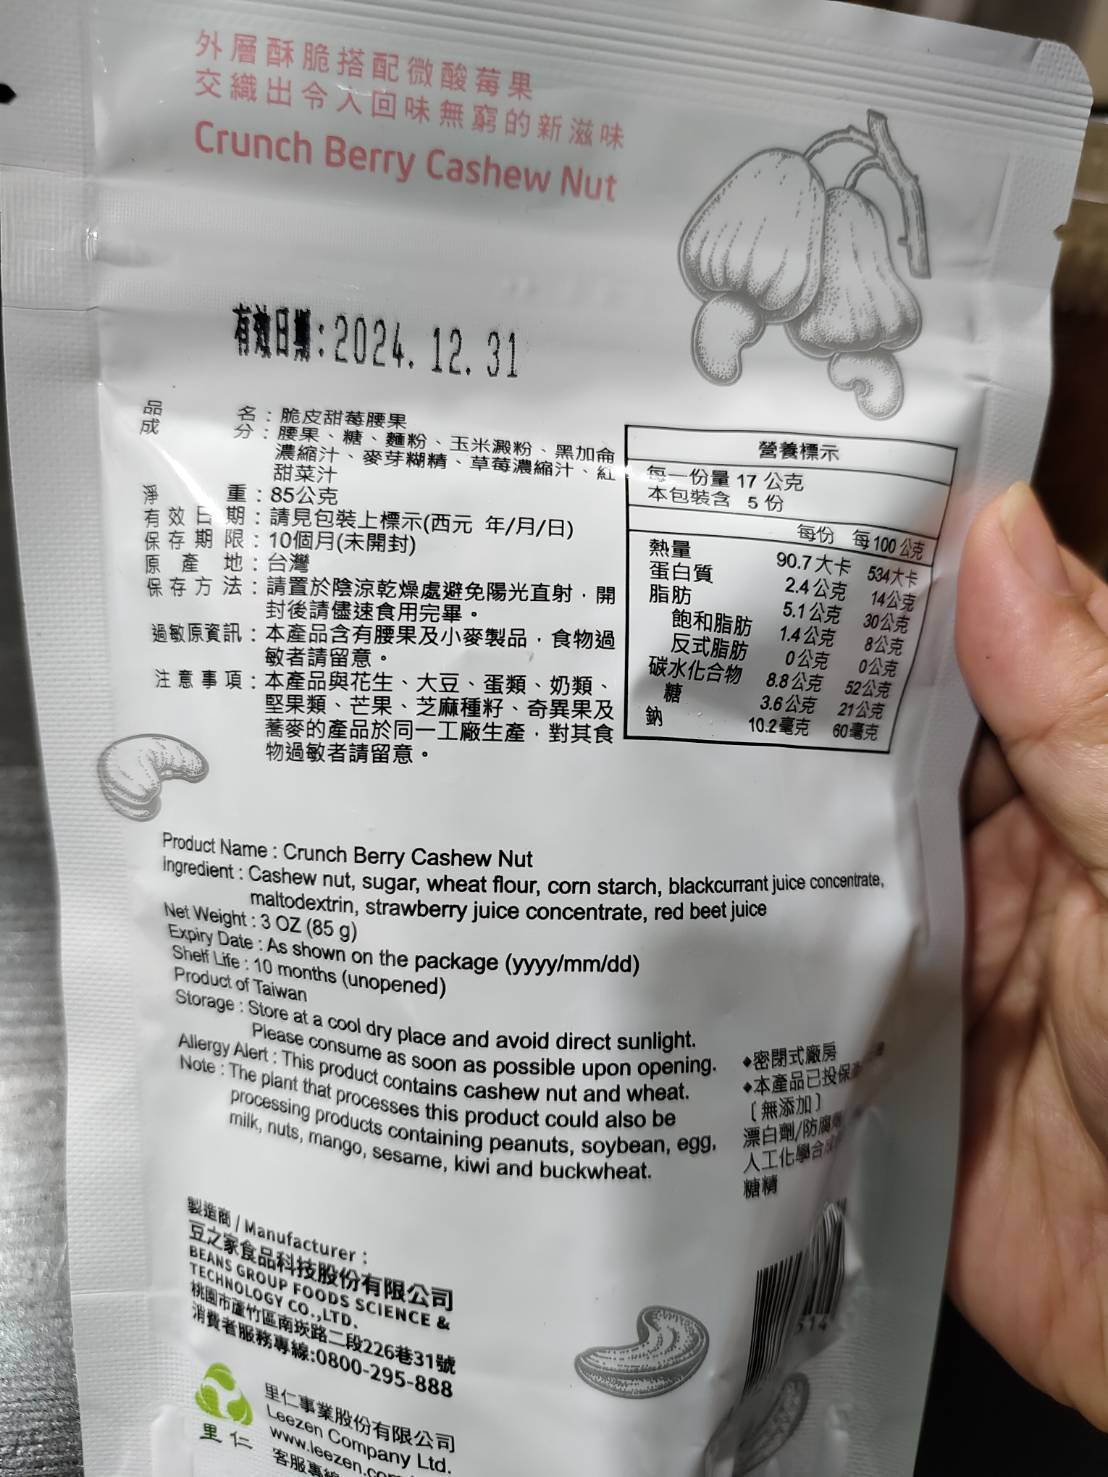 外層酥脆搭配微酸莓果
交織出令人回味無窮的新滋味
Crunch Berry Cashew Nut
有效日期:2024.12.31
品名:脆皮甜莓腰果
成分:腰果、糖、麵粉、玉米澱粉、黑加侖
濃縮汁、麥芽糊精、草莓濃縮汁、紅
甜菜汁
淨重:85公克
有效日期:請見包裝上標示(西元 年/月/日)
保存期限:10個月(未開封)
原產地:台灣
保存方法:請置於陰涼乾燥處避免陽光直射,開
封後請儘速食用完畢。
過敏原資訊:本產品含有腰果及小麥製品,食物過
敏者請留意。
注意事項:本產品與花生、大豆、蛋類、奶類、
堅果類、芒果、芝麻種籽、奇異果及
蕎麥的產品於同一工廠生產,對其食
物過敏者請留意。
營養標示
每一份量 17 公克
本包裝含 5 份
每份 每100公克
熱量 90.7大卡 534大卡
蛋白質 2.4公克 14公克
脂肪 5.1公克 30公克
飽和脂肪 1.4公克 8公克
反式脂肪 0公克 0公克
碳水化合物 8.8公克 52公克
糖 3.6公克 21公克
鈉 10.2毫克 60毫克
Product Name : Crunch Berry Cashew Nut
Ingredient : Cashew nut, sugar, wheat flour, corn starch, blackcurrant juice concentrate,
maltodextrin, strawberry juice concentrate, red beet juice
Net Weight : 3 OZ (85 g)
Expiry Date : As shown on the package (yyyy/mm/dd)
Shelf Life : 10 months (unopened)
Product of Taiwan
Storage : Store at a cool dry place and avoid direct sunlight.
Please consume as soon as possible upon opening.
Allergy Alert : This product contains cashew nut and wheat.
Note : The plant that processes this product could also be
processing products containing peanuts, soybean, egg,
milk, nuts, mango, sesame, kiwi and buckwheat.
◆密閉式廠房
◆本產品已投保
〔無添加〕
漂白劑/防腐
人工化學合
糖精
製造商 / Manufacturer :
豆之家食品科技股份有限公司
BEANS GROUP FOODS SCIENCE &
TECHNOLOGY CO.,LTD.
桃園市蘆竹區南崁路二段226巷31號
消費者服務專線:0800-295-888
里仁
里仁事業股份有限公司
Leezen Company Ltd.
www.leezen.com
客服專線